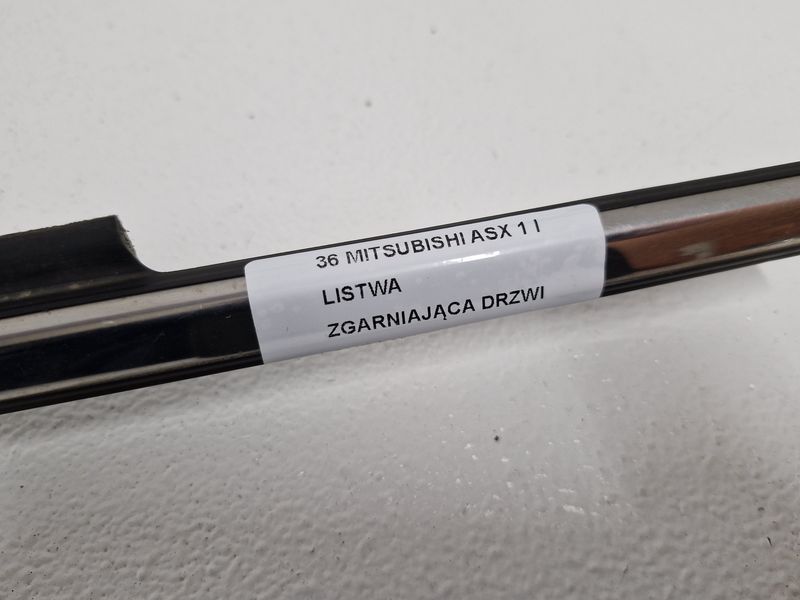 36 MITSUBISHI ASX 1 I
LISTWA
ZGARNIAJĄCA DRZWI